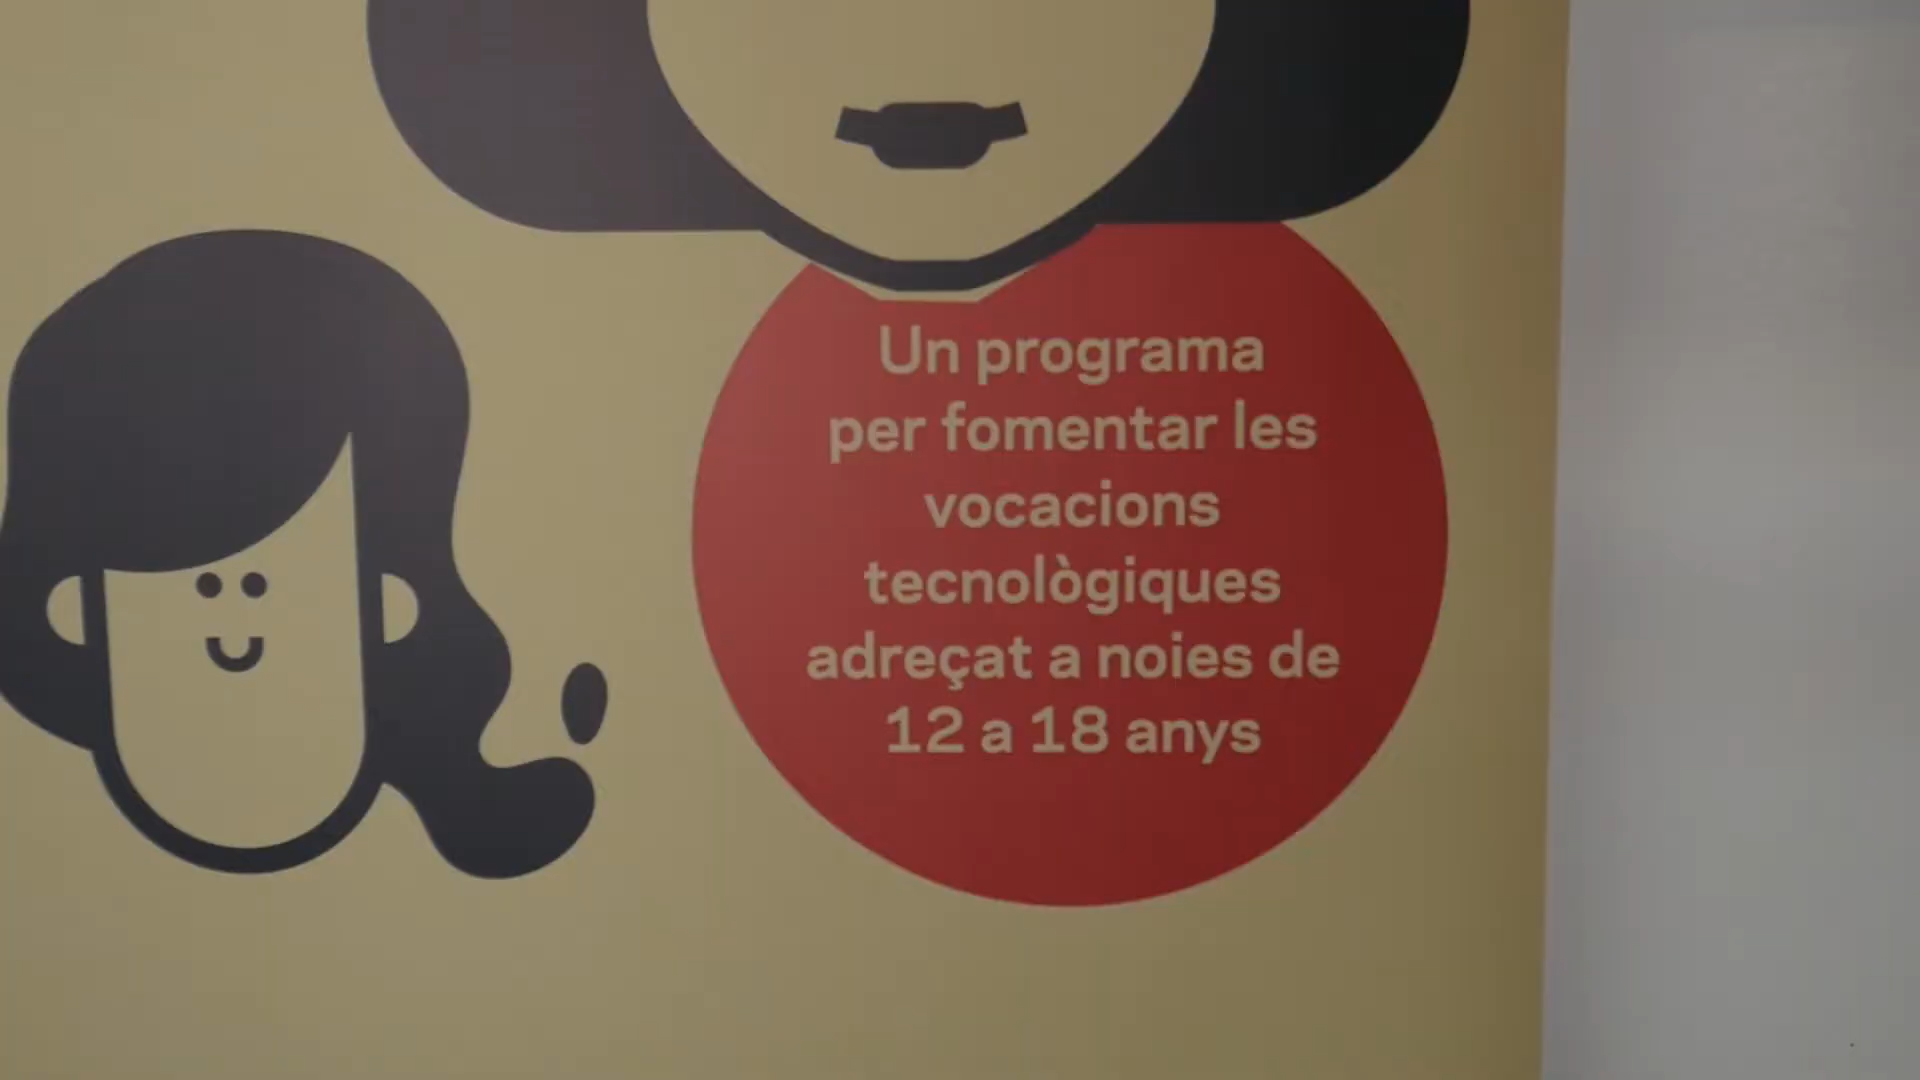 Un programa
per fomentar les
vocacions
tecnològiques
adreçat a noies de
12 a 18 anys